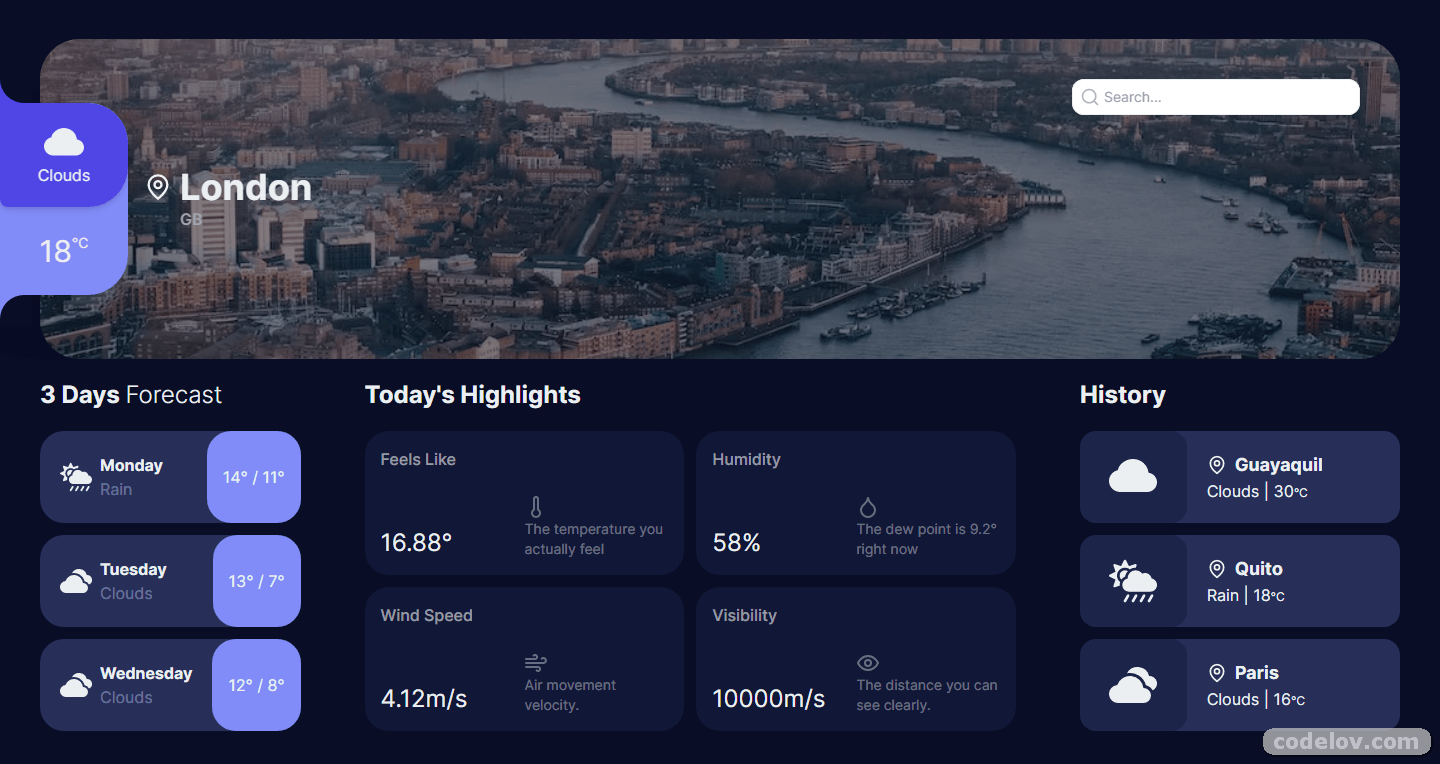 Search...
Clouds
London
GB
18°C
3 Days Forecast
Monday
Rain
14° / 11°
Tuesday
Clouds
13° / 7°
Wednesday
Clouds
12° / 8°
Today's Highlights
Feels Like
16.88°
The temperature you
actually feel
Humidity
58%
The dew point is 9.2°
right now
Wind Speed
4.12m/s
Air movement
velocity.
Visibility
10000m/s
The distance you can
see clearly.
History
Guayaquil
Clouds | 30°C
Quito
Rain | 18°C
Paris
Clouds | 16°C
codelov.com